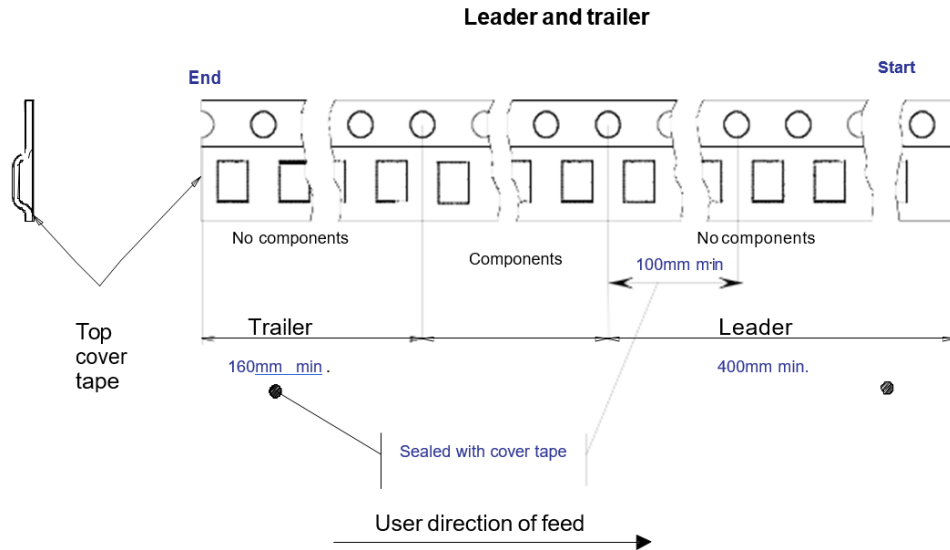 Leader and trailer
End
Start
No components
Components
No components
100mm m·in
Top
cover
tape
Trailer
Leader
160mm min .
400mm min.
Sealed with cover tape
User direction of feed